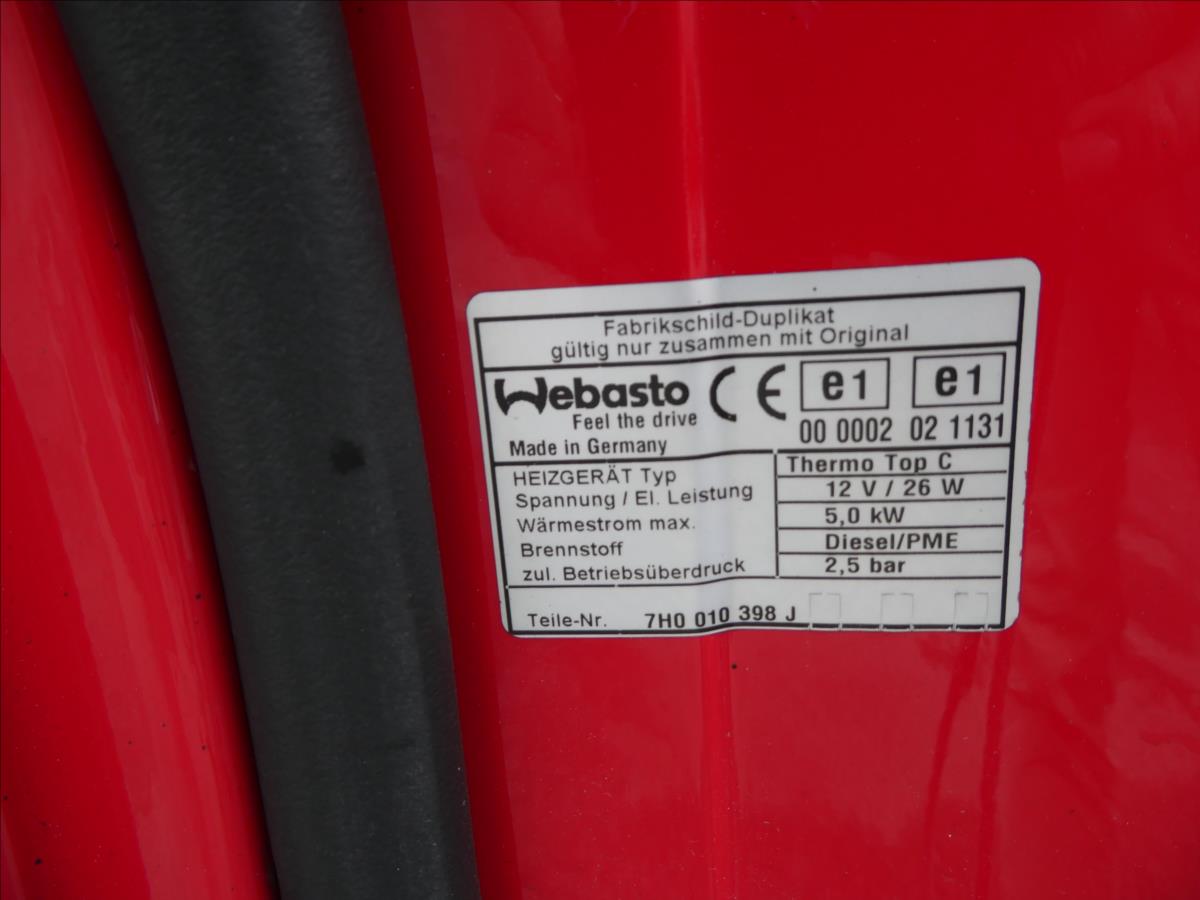 Fabrikschild-Duplikat
gültig nur zusammen mit Original
Webasto CE e1 e1
Feel the drive
00 0002 02 1131
Made in Germany
HEIZGERÄT Typ Thermo Top C
Spannung / El. Leistung 12 V / 26 W
Wärmestrom max. 5,0 kW
Brennstoff Diesel/PME
zul. Betriebsüberdruck 2,5 bar
Teile-Nr. 7H0 010 398 J